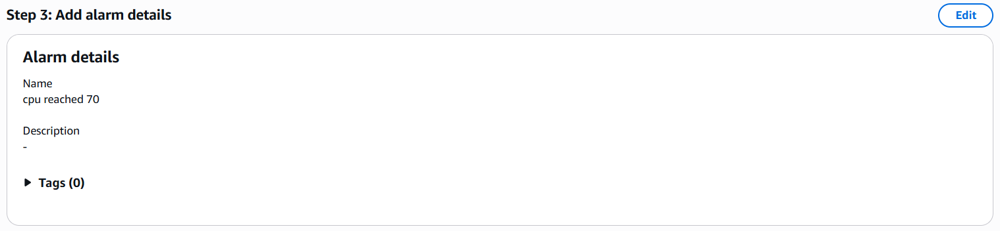 Step 3: Add alarm details
Edit
Alarm details
Name
cpu reached 70
Description
-
Tags (0)